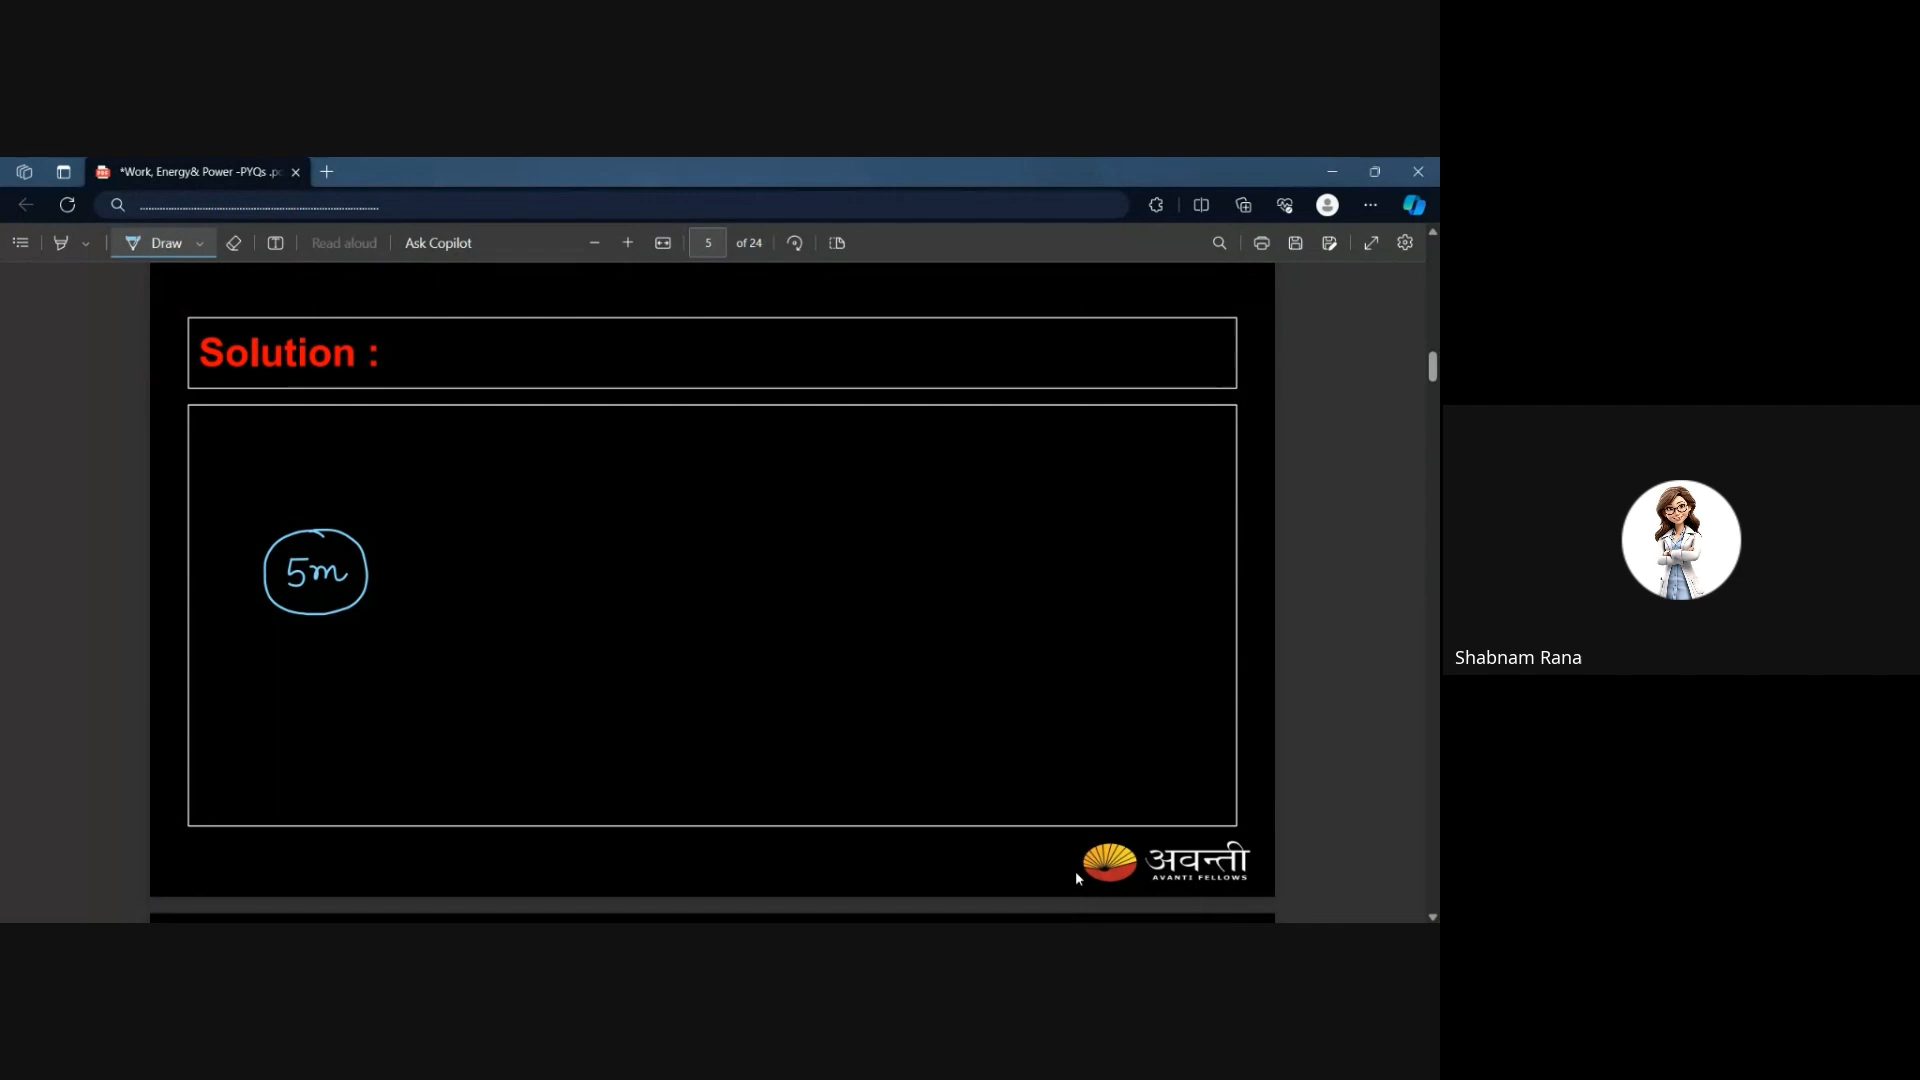 *Work, Energy& Power -PYQs .p
Draw
Read aloud
Ask Copilot
5
of 24
Solution :
5m
अवन्ती
AVANTI FELLOWS
Shabnam Rana